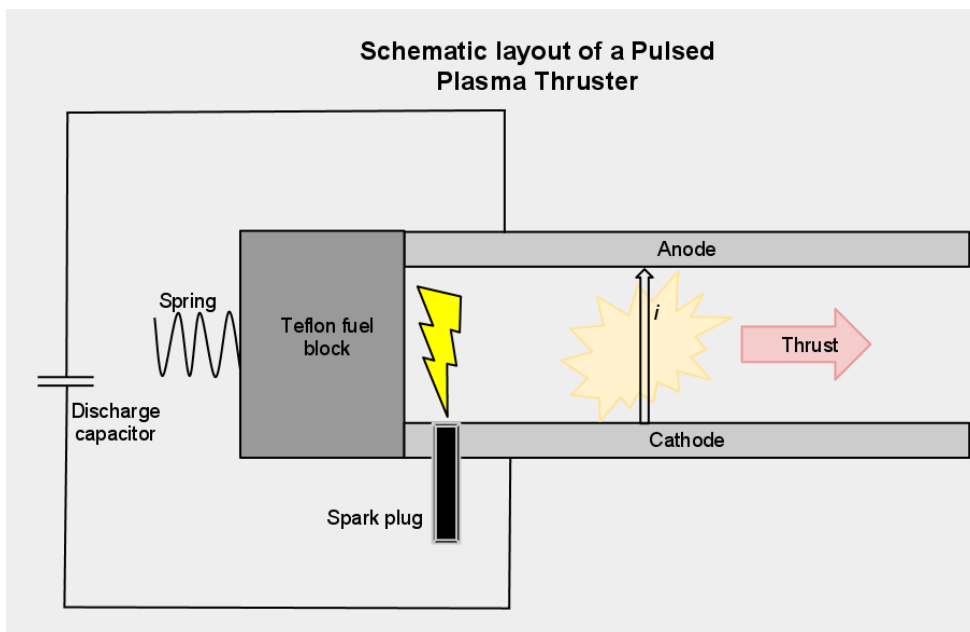 Schematic layout of a Pulsed
Plasma Thruster
Anode
Spring
i
Teflon fuel
block
Thrust
Discharge
capacitor
Cathode
Spark plug